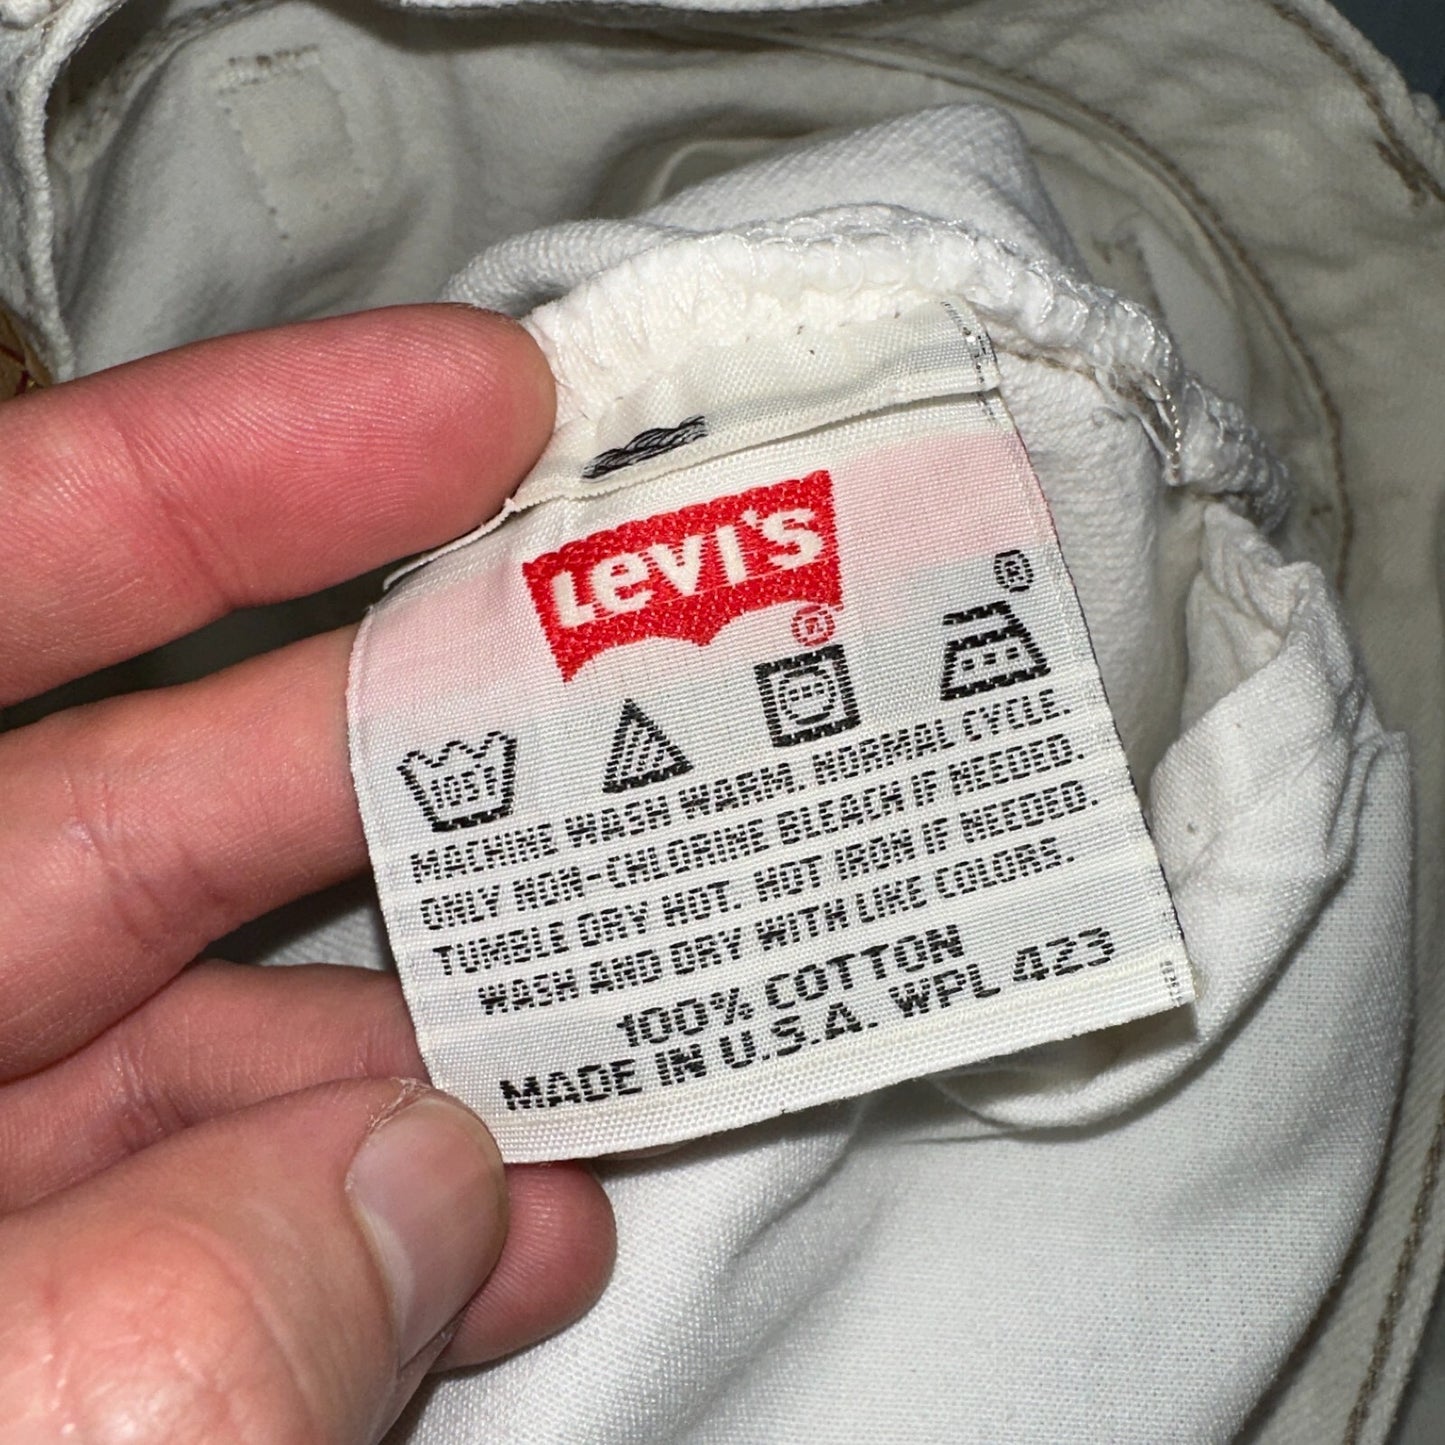 Levi's
®
®
105F
MACHINE WASH WARM. NORMAL CYCLE.
ONLY NON-CHLORINE BLEACH IF NEEDED.
TUMBLE DRY HOT. HOT IRON IF NEEDED.
WASH AND DRY WITH LIKE COLORS.
100% COTTON
MADE IN U.S.A. WPL 423